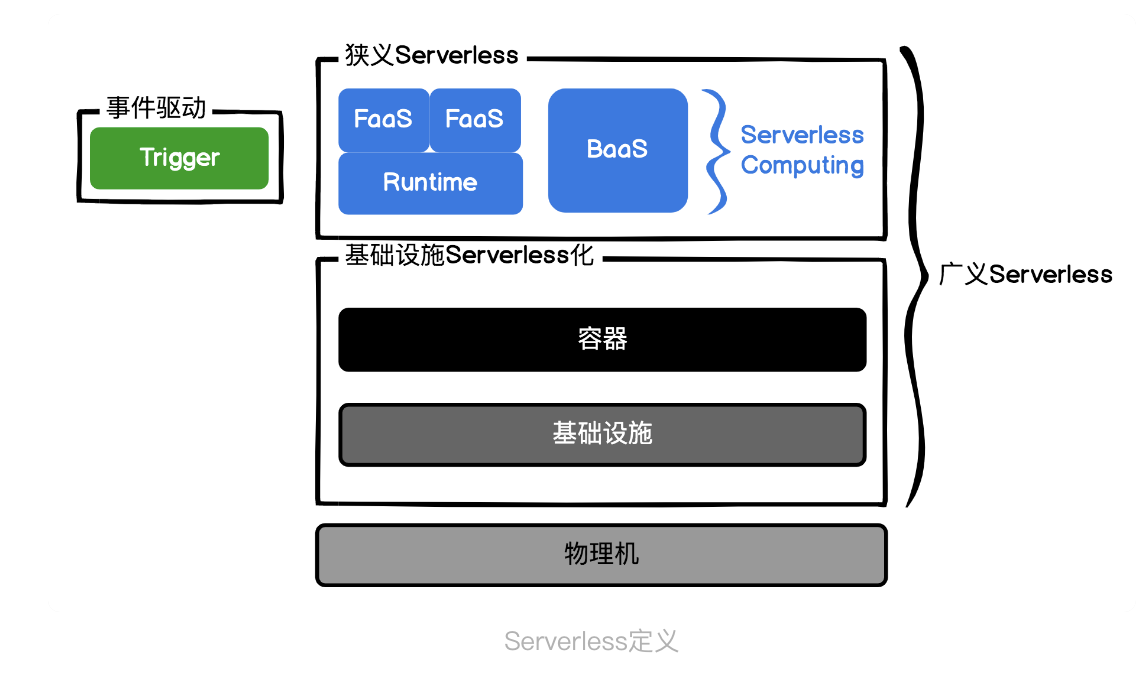 狭义Serverless
事件驱动
Trigger
FaaS
FaaS
Runtime
BaaS
Serverless
Computing
基础设施Serverless化
容器
基础设施
广义Serverless
物理机
Serverless定义